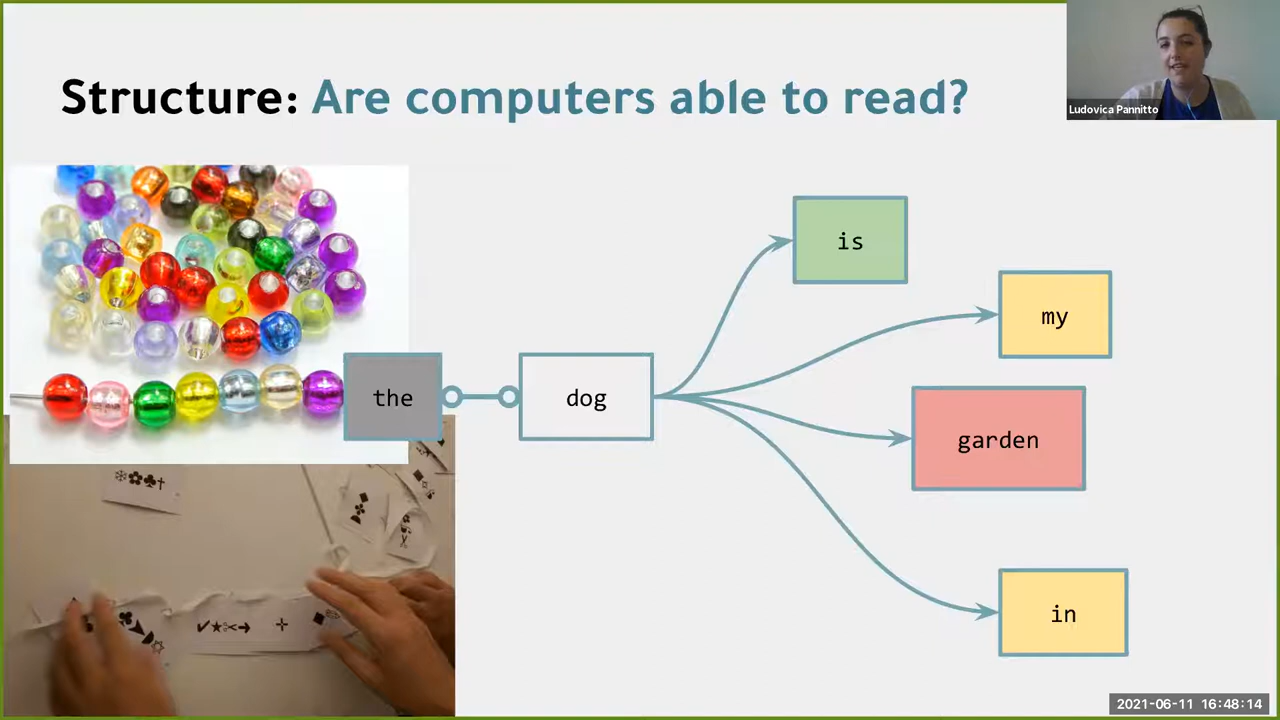 Structure: Are computers able to read?
Ludovica Pannitto
is
my
the
dog
garden
in
2021-06-11 16:48:14